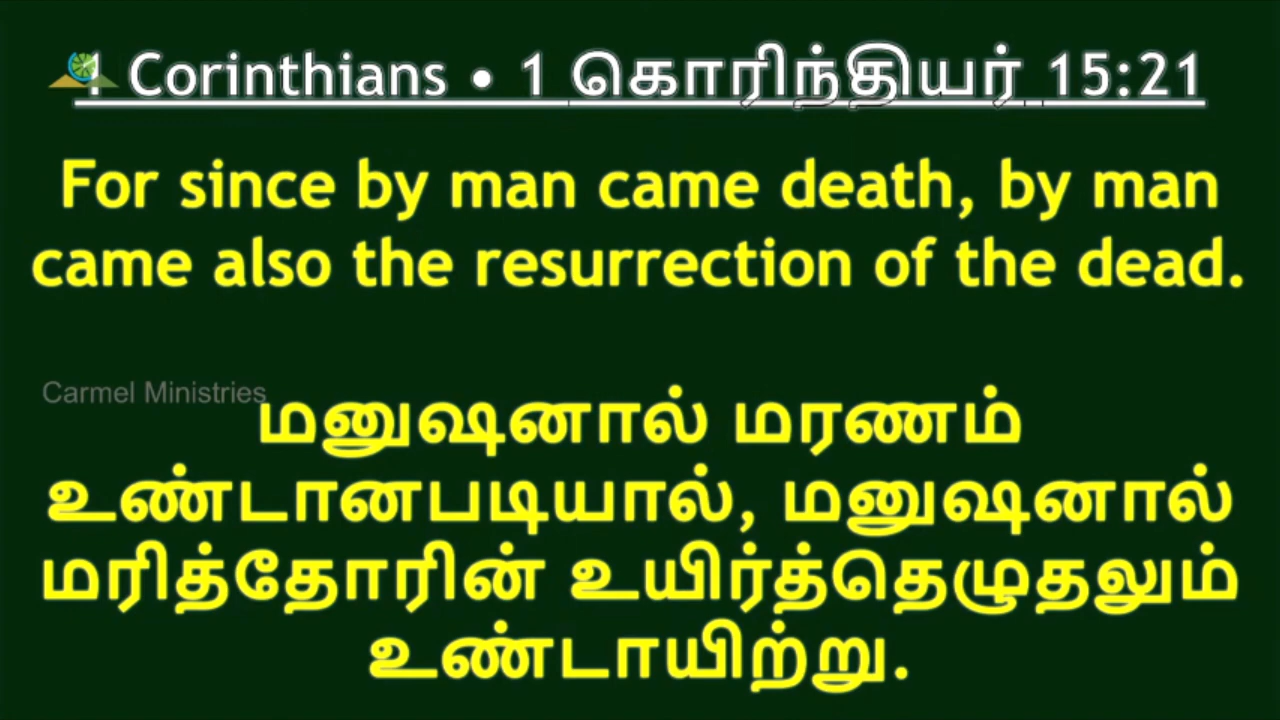 1 Corinthians • 1 கொரிந்தியர் 15:21
For since by man came death, by man
came also the resurrection of the dead.
Carmel Ministries
மனுஷனால் மரணம்
உண்டானபடியால், மனுஷனால்
மரித்தோரின் உயிர்த்தெழுதலும்
உண்டாயிற்று.